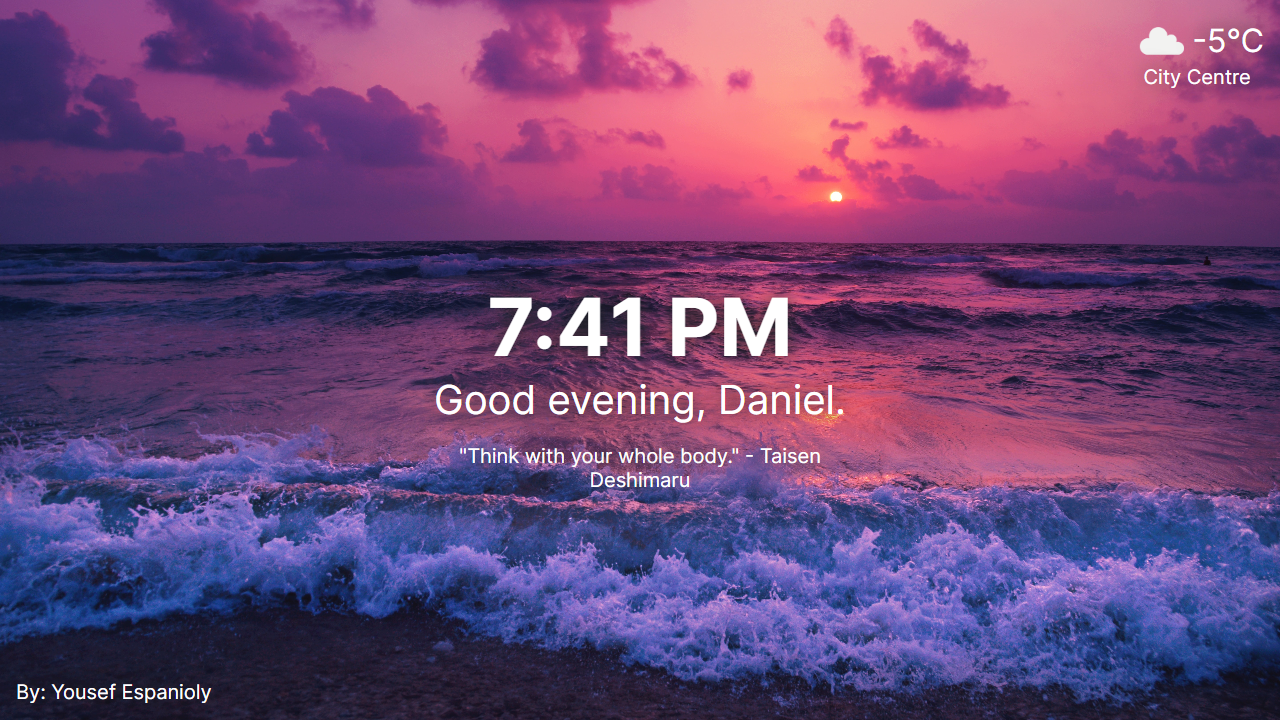 -5°C
City Centre
7:41 PM
Good evening, Daniel.
"Think with your whole body." - Taisen
Deshimaru
By: Yousef Espanioly